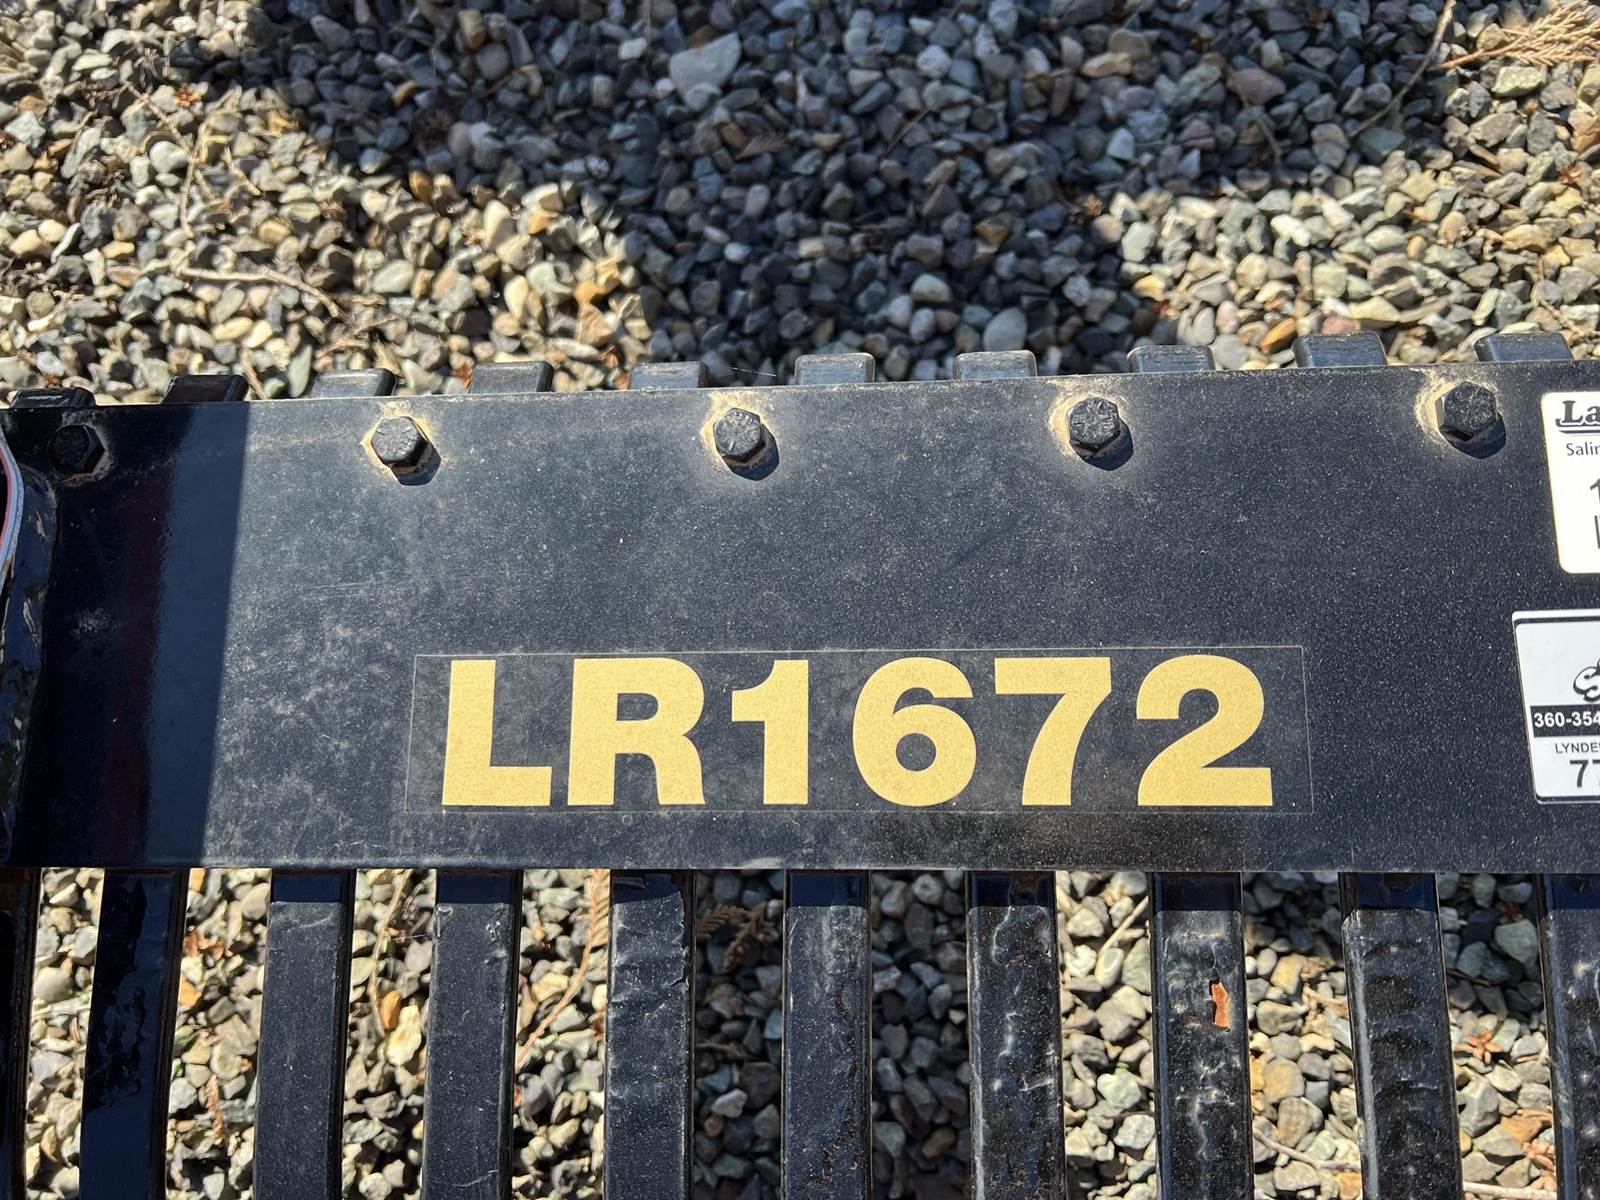 La
Salin
LR1672
360-354
LYNDE
77